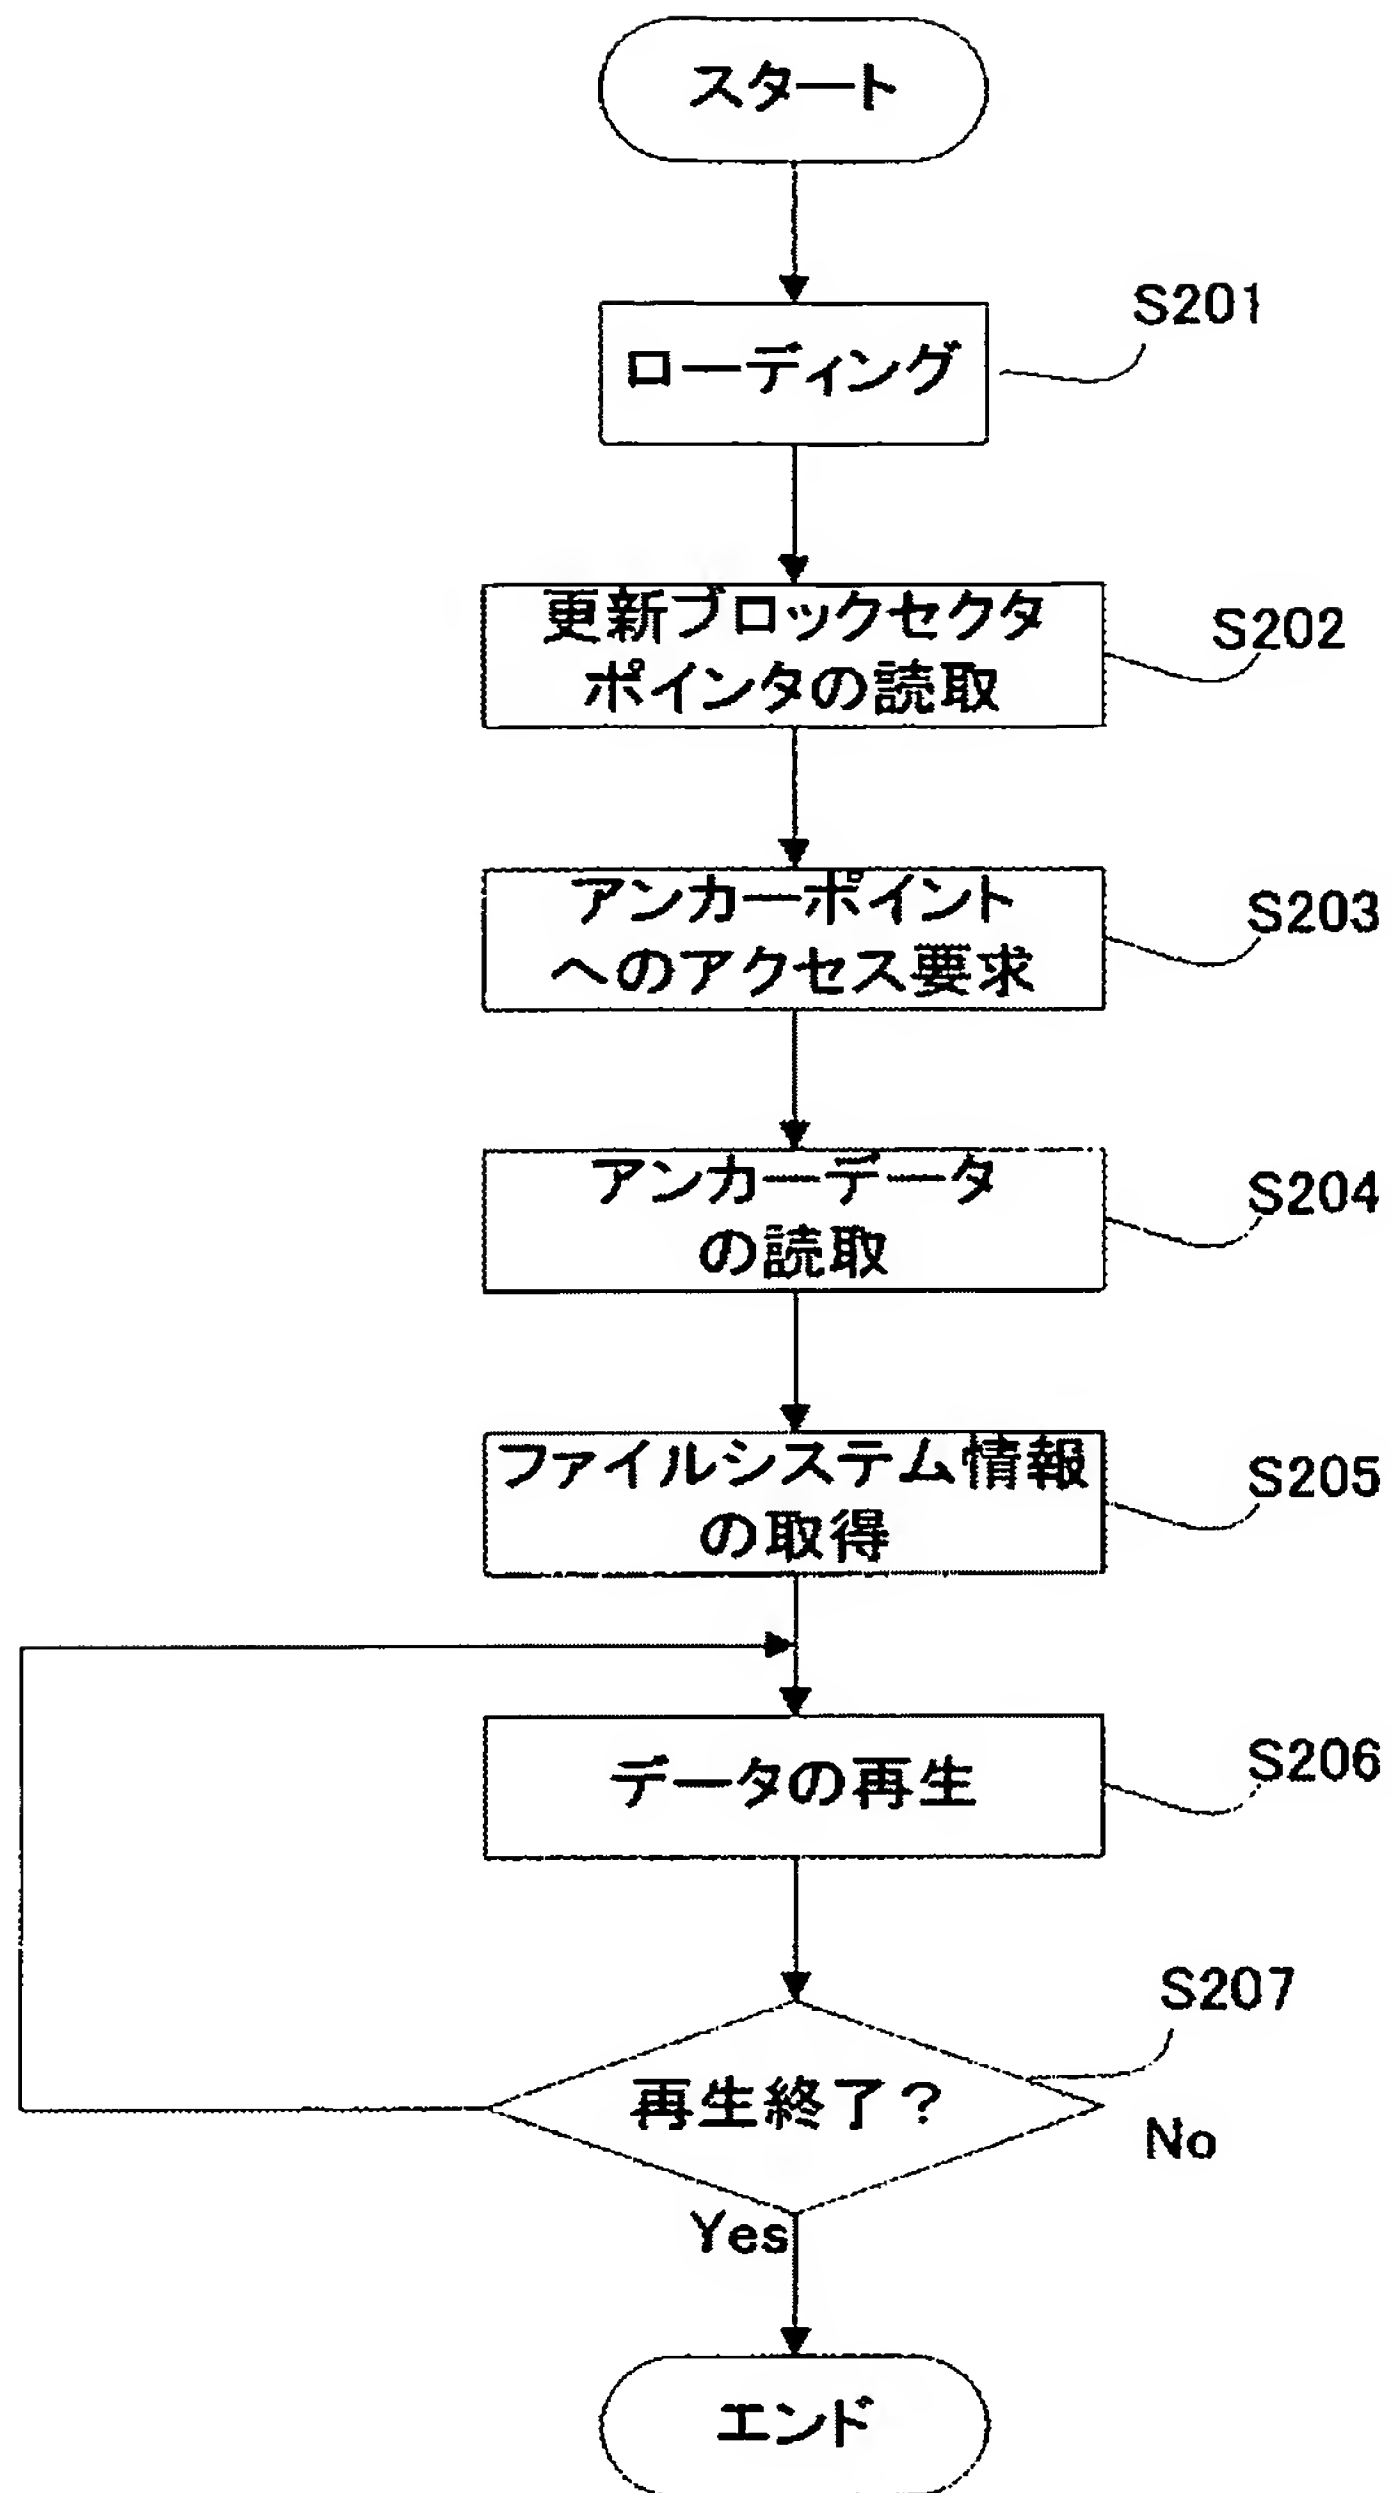 スタート
ローディング
S201
更新ブロックセクタ
ポインタの読取
S202
アンカーポイント
へのアクセス要求
S203
アンカーデータ
の読取
S204
ファイルシステム情報
の取得
S205
データの再生
S206
再生終了?
S207
No
Yes
エンド